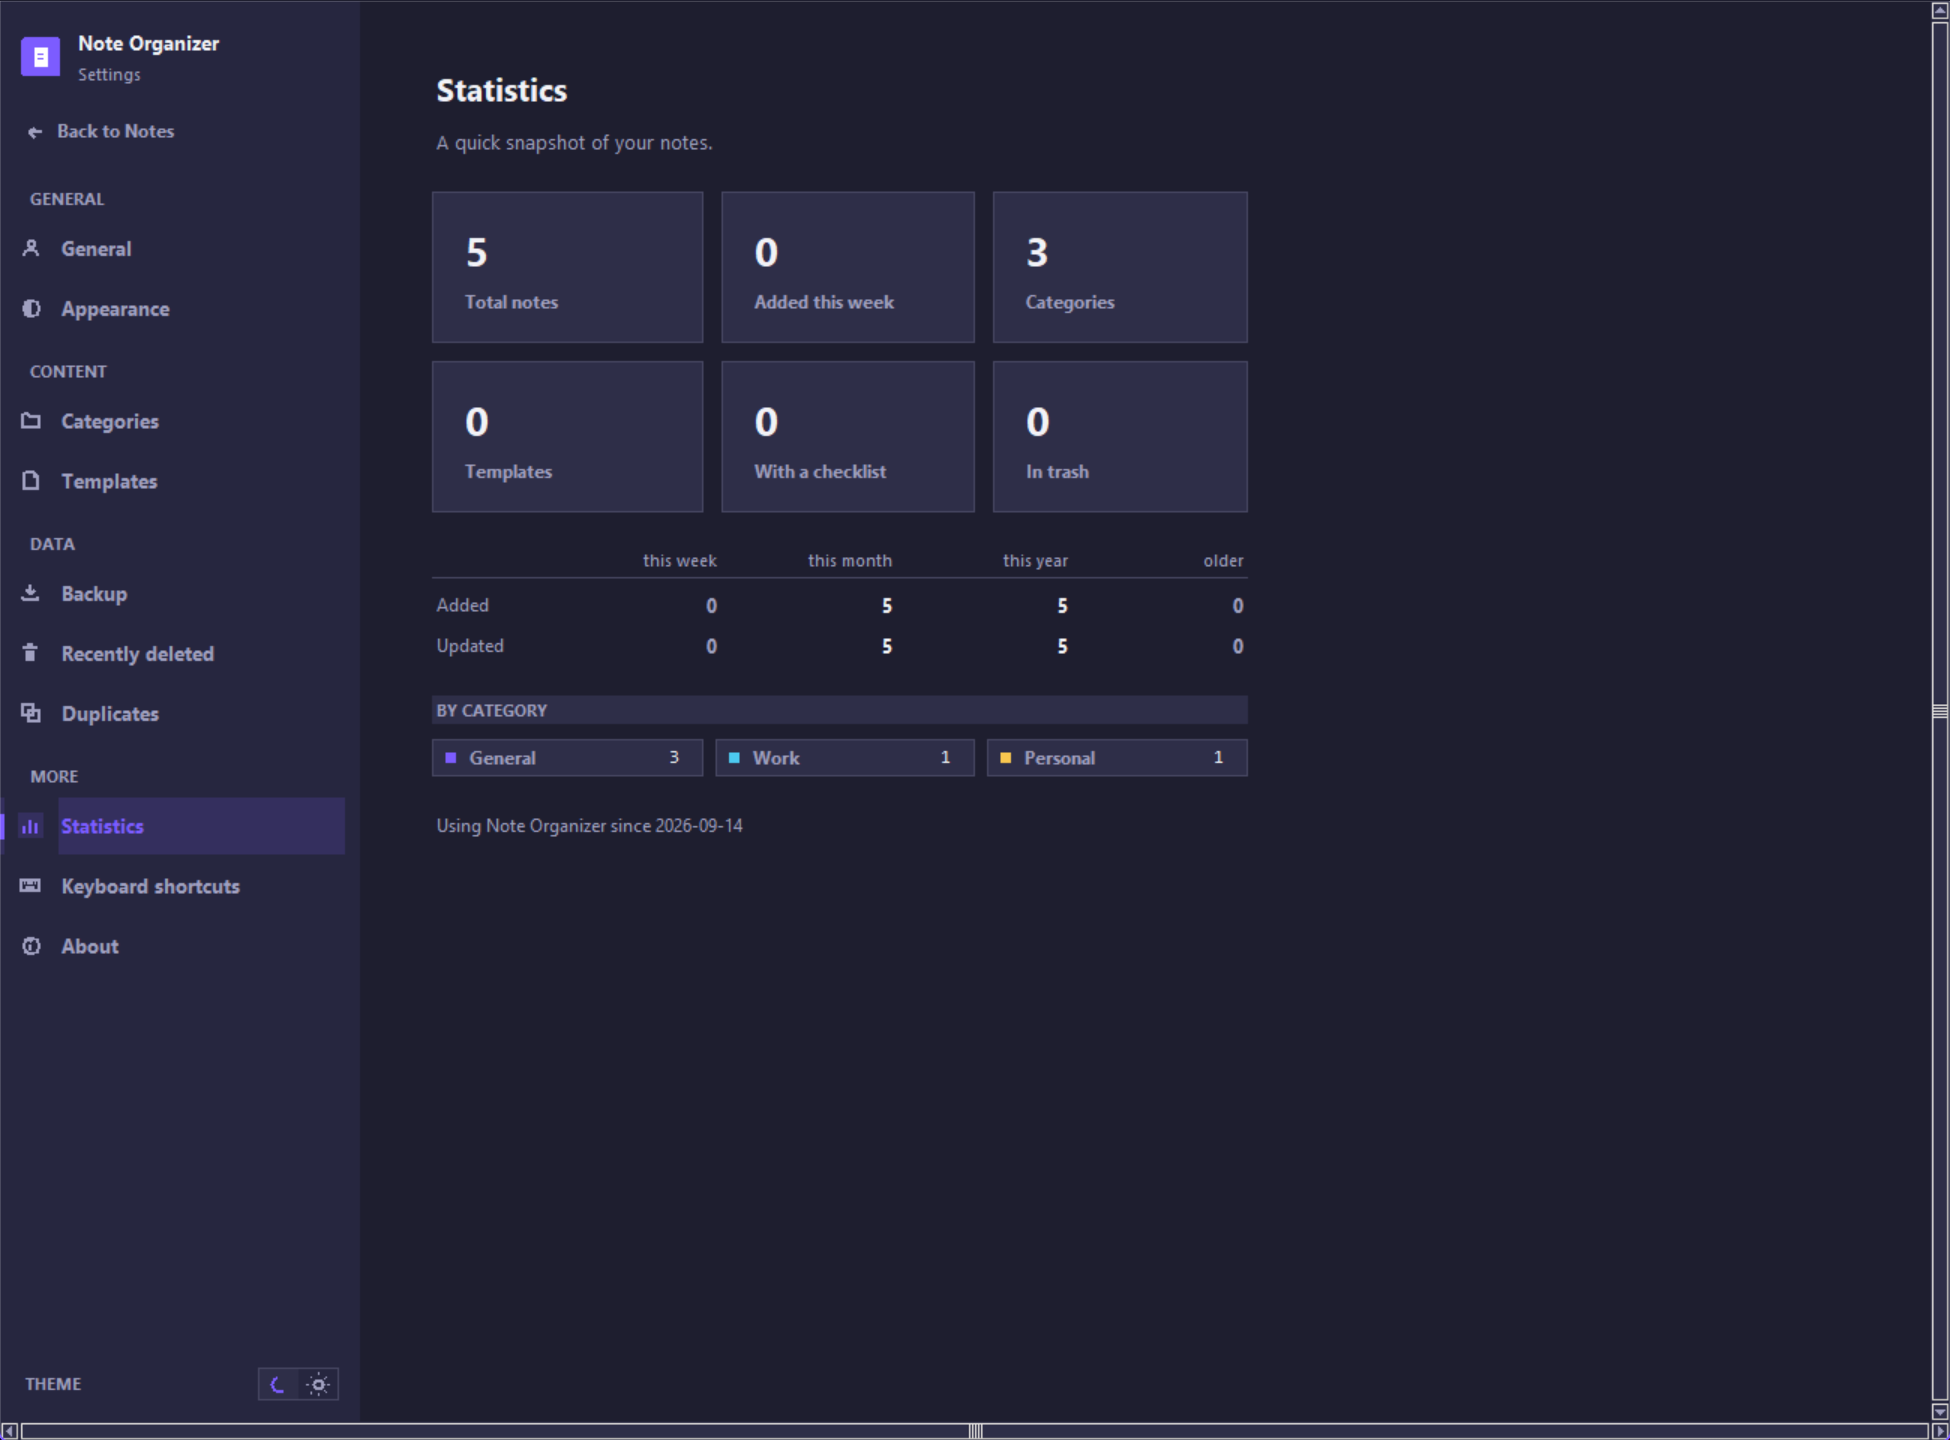 Note Organizer
Settings
Back to Notes
GENERAL
General
Appearance
CONTENT
Categories
Templates
DATA
Backup
Recently deleted
Duplicates
MORE
Statistics
Keyboard shortcuts
About
THEME
Statistics
A quick snapshot of your notes.
5
Total notes
0
Added this week
3
Categories
0
Templates
0
With a checklist
0
In trash
this week this month this year older
Added 0 5 5 0
Updated 0 5 5 0
BY CATEGORY
General 3 Work 1 Personal 1
Using Note Organizer since 2026-09-14